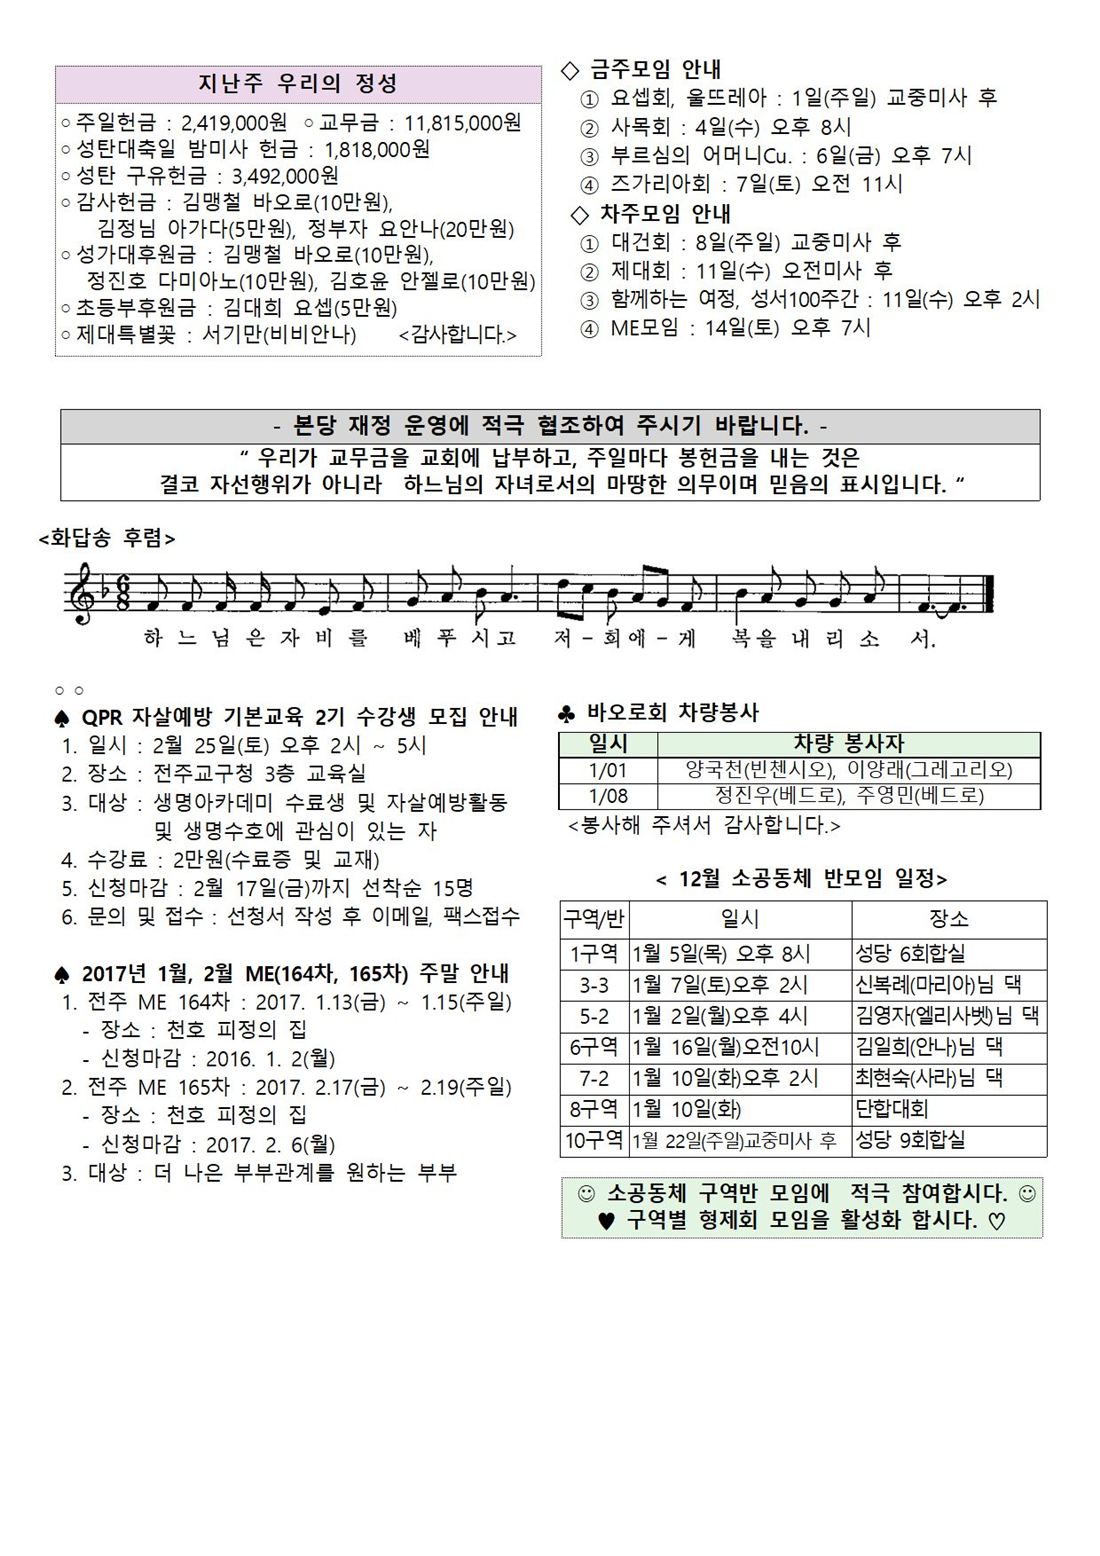 지난주 우리의 정성
○ 주일헌금 : 2,419,000원 ○ 교무금 : 11,815,000원
○ 성탄대축일 밤미사 헌금 : 1,818,000원
○ 성탄 구유헌금 : 3,492,000원
○ 감사헌금 : 김맹철 바오로(10만원),
김정님 아가다(5만원), 정부자 요안나(20만원)
○ 성가대후원금 : 김맹철 바오로(10만원),
정진호 다미아노(10만원), 김호윤 안젤로(10만원)
○ 초등부후원금 : 김대희 요셉(5만원)
○ 제대특별꽃 : 서기만(비비안나) <감사합니다.>
◇ 금주모임 안내
① 요셉회, 울뜨레아 : 1일(주일) 교중미사 후
② 사목회 : 4일(수) 오후 8시
③ 부르심의 어머니Cu. : 6일(금) 오후 7시
④ 즈가리아회 : 7일(토) 오전 11시
◇ 차주모임 안내
① 대건회 : 8일(주일) 교중미사 후
② 제대회 : 11일(수) 오전미사 후
③ 함께하는 여정, 성서100주간 : 11일(수) 오후 2시
④ ME모임 : 14일(토) 오후 7시
- 본당 재정 운영에 적극 협조하여 주시기 바랍니다. -
“ 우리가 교무금을 교회에 납부하고, 주일마다 봉헌금을 내는 것은
결코 자선행위가 아니라 하느님의 자녀로서의 마땅한 의무이며 믿음의 표시입니다. “
<화답송 후렴>
하 느 님 은 자 비 를 베 푸 시 고 저 - 회 에 - 게 복 을 내 리 소 서.
○ ○
♠ QPR 자살예방 기본교육 2기 수강생 모집 안내
1. 일시 : 2월 25일(토) 오후 2시 ~ 5시
2. 장소 : 전주교구청 3층 교육실
3. 대상 : 생명아카데미 수료생 및 자살예방활동
및 생명수호에 관심이 있는 자
4. 수강료 : 2만원(수료증 및 교재)
5. 신청마감 : 2월 17일(금)까지 선착순 15명
6. 문의 및 접수 : 선청서 작성 후 이메일, 팩스접수
♠ 2017년 1월, 2월 ME(164차, 165차) 주말 안내
1. 전주 ME 164차 : 2017. 1.13(금) ~ 1.15(주일)
- 장소 : 천호 피정의 집
- 신청마감 : 2016. 1. 2(월)
2. 전주 ME 165차 : 2017. 2.17(금) ~ 2.19(주일)
- 장소 : 천호 피정의 집
- 신청마감 : 2017. 2. 6(월)
3. 대상 : 더 나은 부부관계를 원하는 부부
♣ 바오로회 차량봉사
일시 차량 봉사자
1/01 양국천(빈첸시오), 이양래(그레고리오)
1/08 정진우(베드로), 주영민(베드로)
<봉사해 주셔서 감사합니다.>
< 12월 소공동체 반모임 일정>
구역/반 일시 장소
1구역 1월 5일(목) 오후 8시 성당 6회합실
3-3 1월 7일(토)오후 2시 신복례(마리아)님 댁
5-2 1월 2일(월)오후 4시 김영자(엘리사벳)님 댁
6구역 1월 16일(월)오전10시 김일희(안나)님 댁
7-2 1월 10일(화)오후 2시 최현숙(사라)님 댁
8구역 1월 10일(화) 단합대회
10구역 1월 22일(주일)교중미사 후 성당 9회합실
☺ 소공동체 구역반 모임에 적극 참여합시다. ☺
♥ 구역별 형제회 모임을 활성화 합시다. ♡